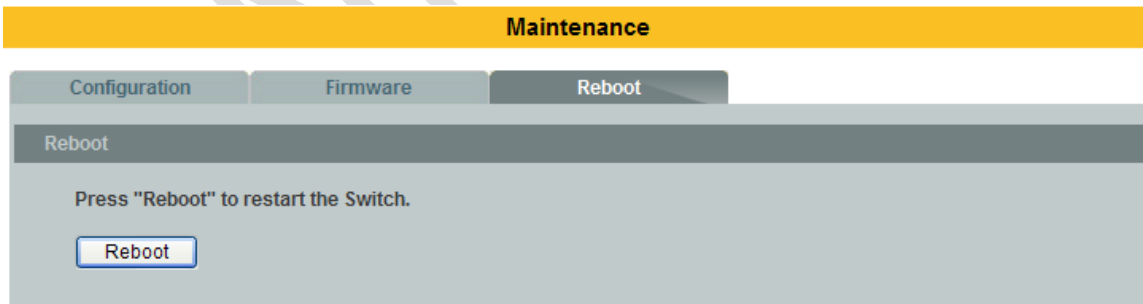 Maintenance
Configuration Firmware Reboot
Reboot
Press "Reboot" to restart the Switch.
Reboot